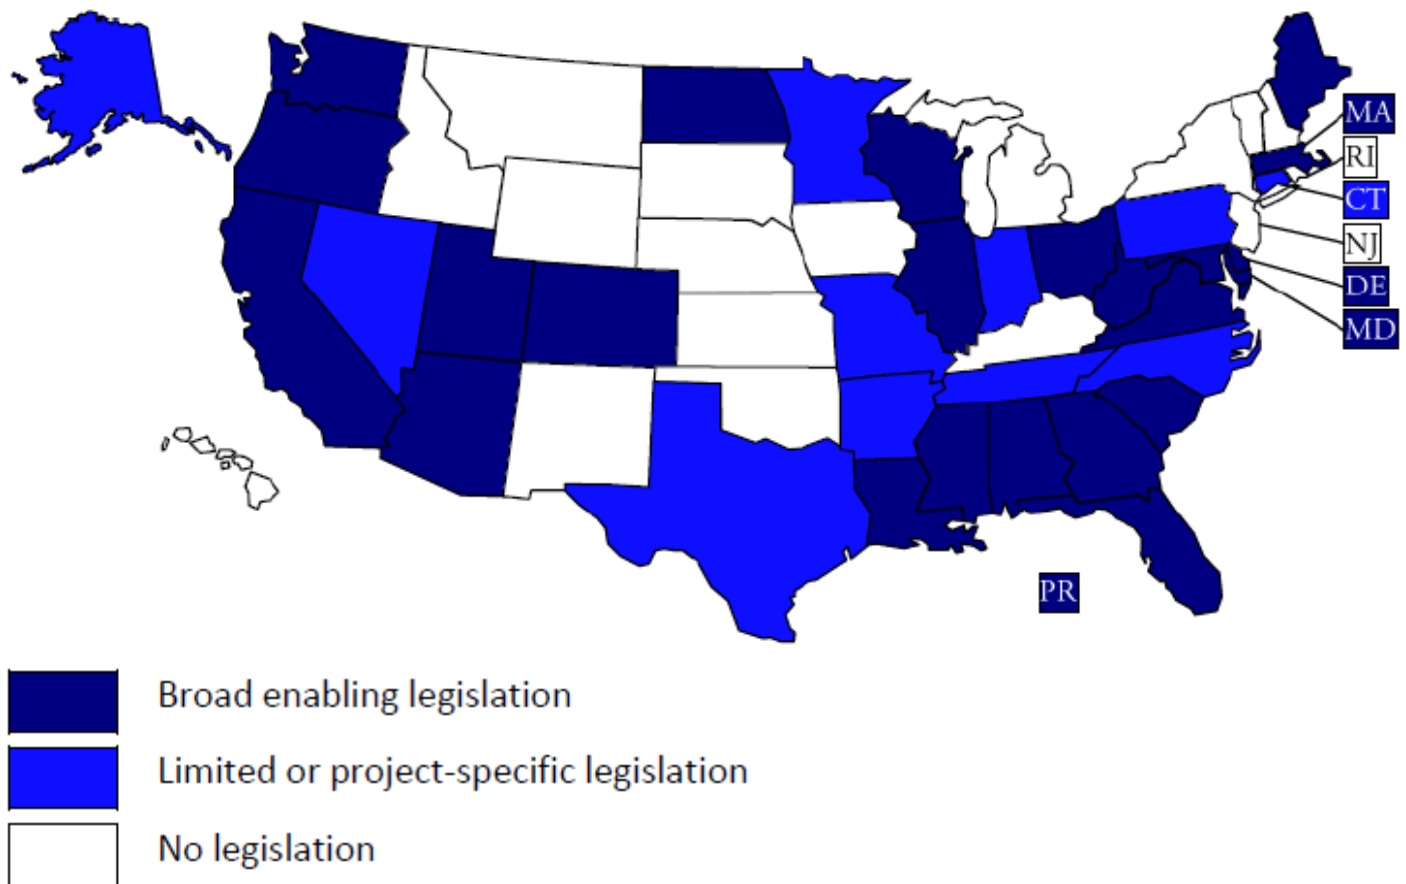 MA
RI
CT
NJ
DE
MD
PR
Broad enabling legislation
Limited or project-specific legislation
No legislation